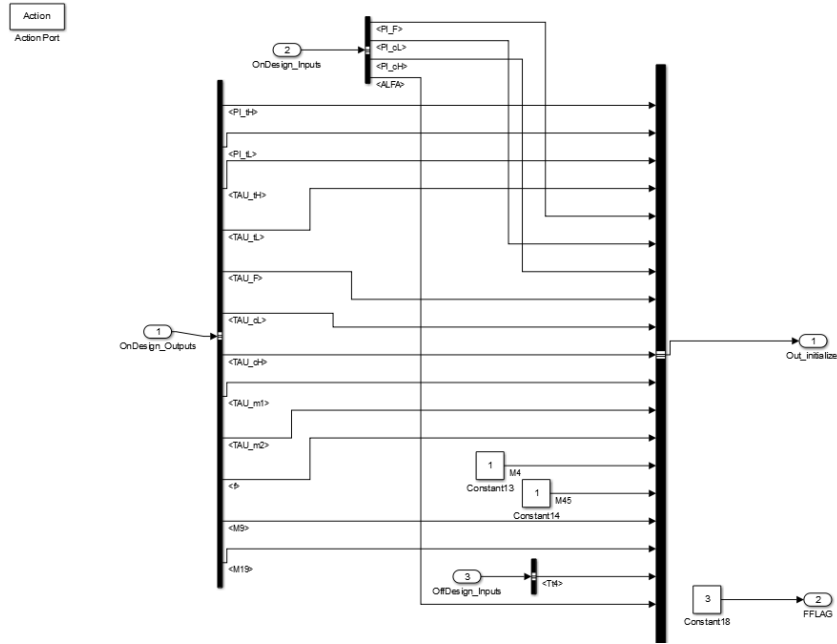 Action
Action Port
2
OnDesign_Inputs
<PI_F>
<PI_cL>
<PI_cH>
<ALFA>
<PI_tH>
<PI_tL>
<TAU_tH>
<TAU_tL>
<TAU_F>
<TAU_cL>
<TAU_cH>
<TAU_m1>
<TAU_m2>
<f>
<M9>
<M19>
1
OnDesign_Outputs
1
Out_initialize
1
M4
Constant13
1
M45
Constant14
3
OffDesign_Inputs
<Tt4>
3
Constant18
2
FFLAG